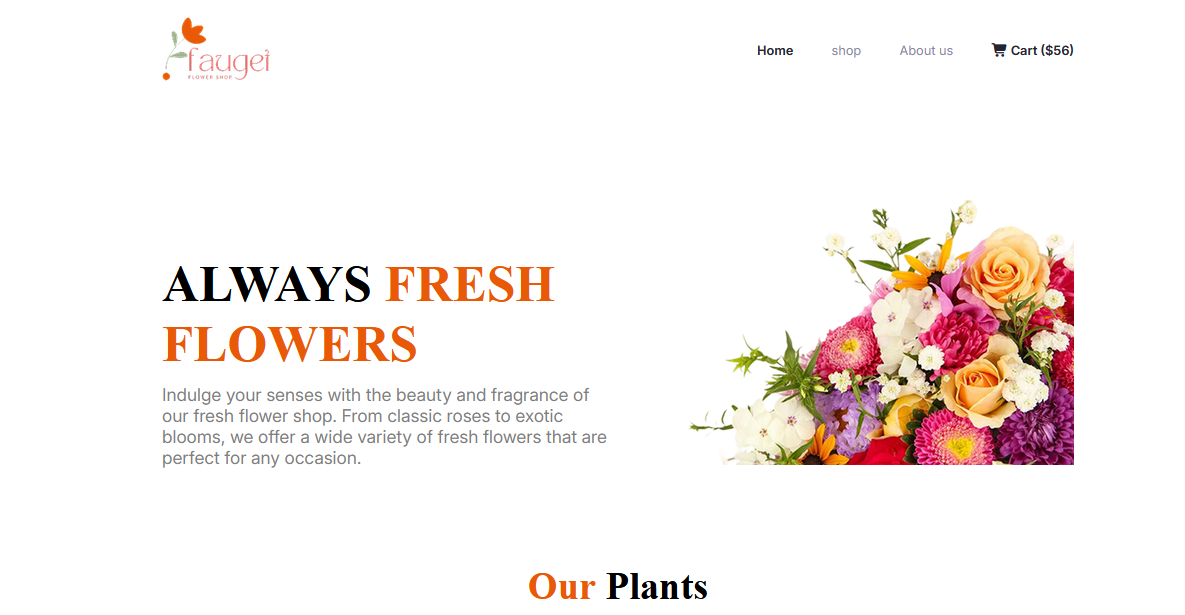 faugei
FLOWER SHOP
Home shop About us Cart ($56)
ALWAYS FRESH
FLOWERS
Indulge your senses with the beauty and fragrance of
our fresh flower shop. From classic roses to exotic
blooms, we offer a wide variety of fresh flowers that are
perfect for any occasion.
Our Plants